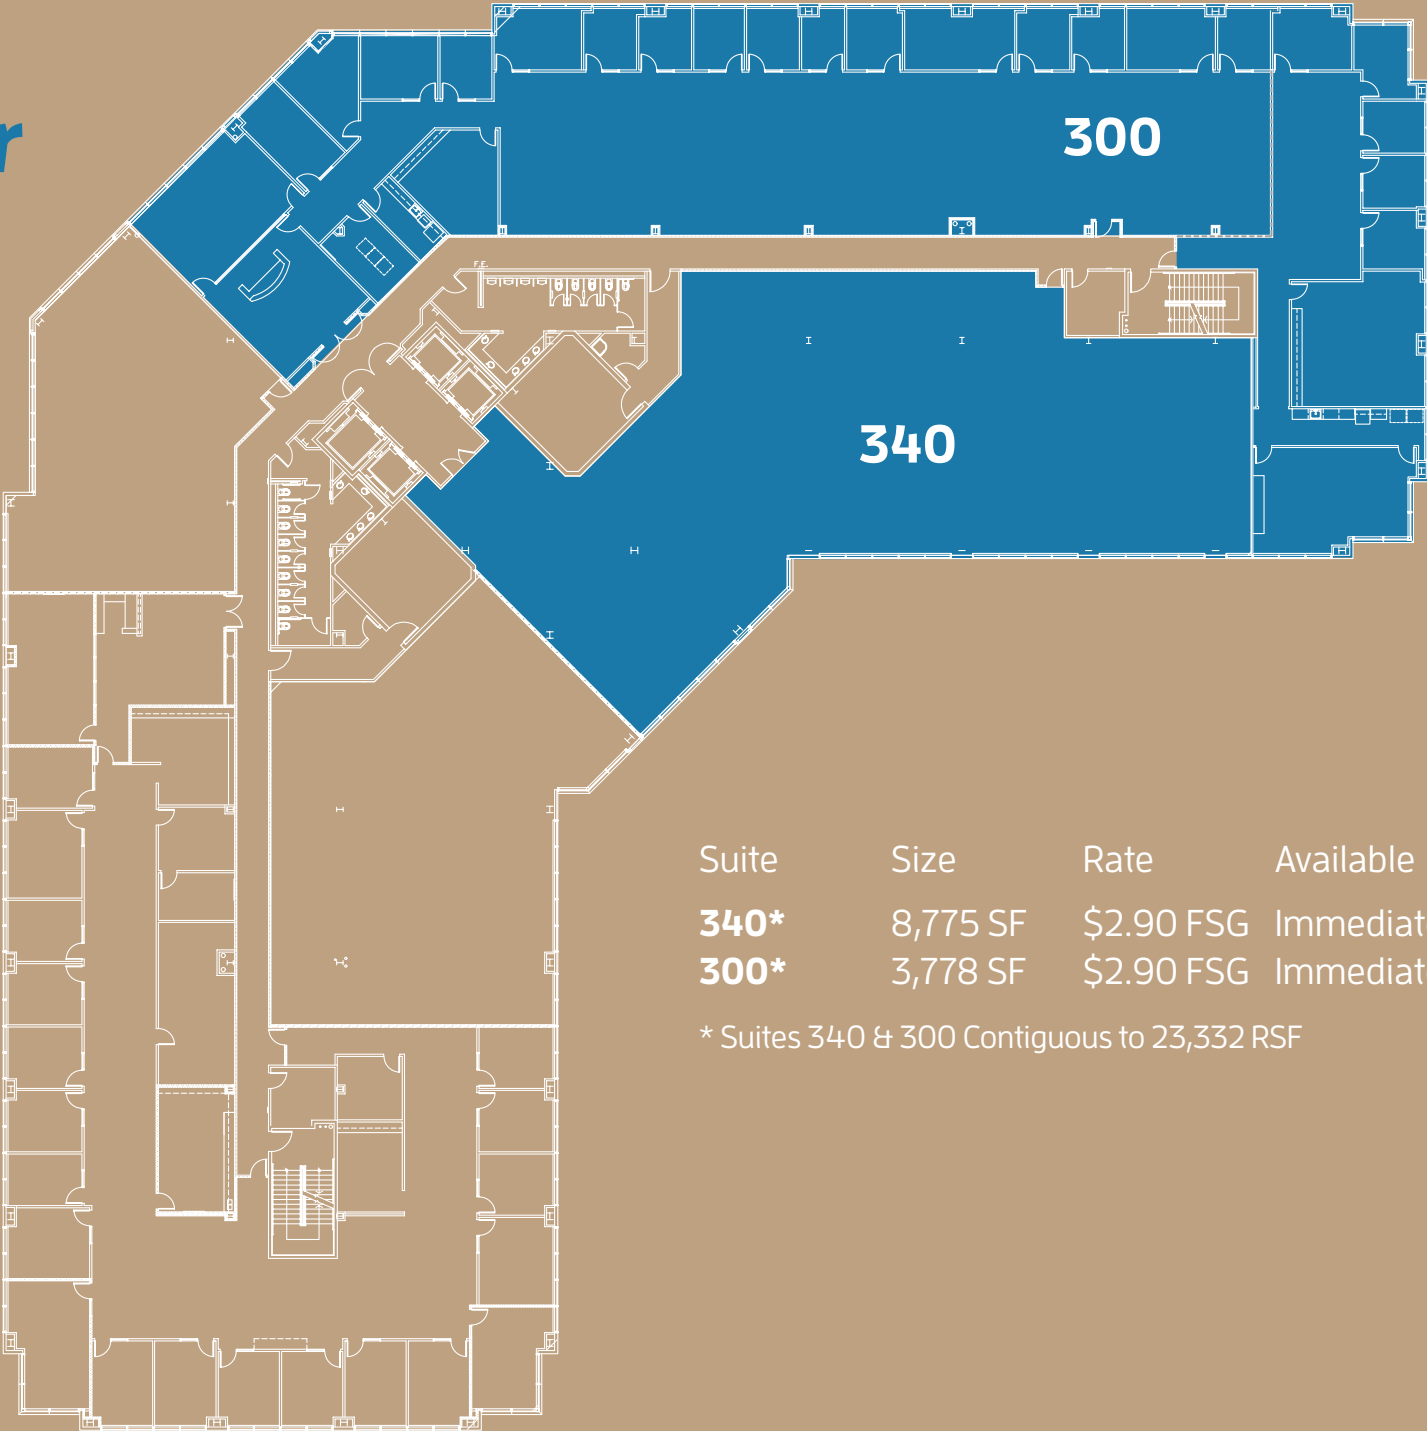 r
300
F.E.
340
Suite Size Rate Available
340* 8,775 SF $2.90 FSG Immediat
300* 3,778 SF $2.90 FSG Immediat
* Suites 340 & 300 Contiguous to 23,332 RSF